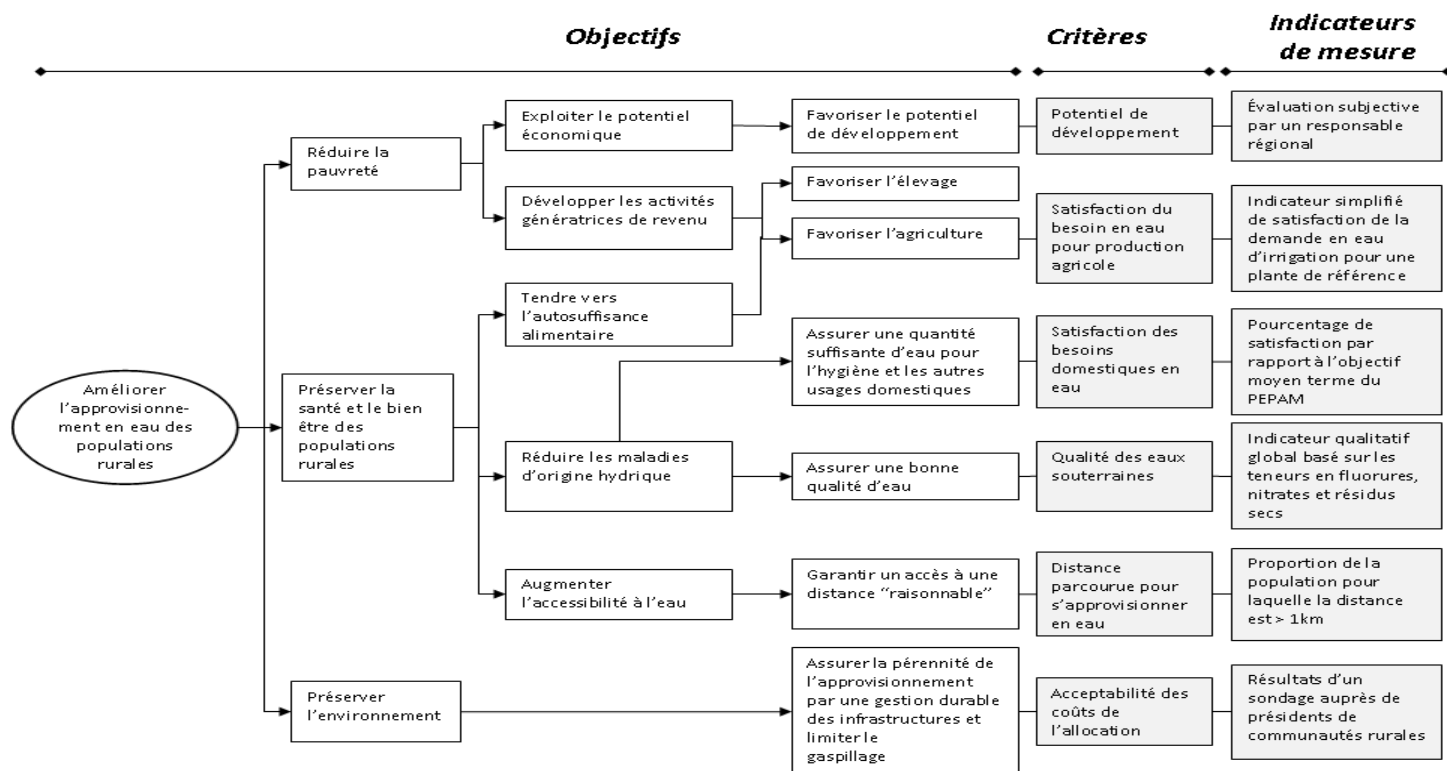 Objectifs
Critères
Indicateurs
de mesure
Améliorer
l'approvisionne-
ment en eau des
populations
rurales
Réduire la
pauvreté
Préserver la
santé et le bien
être des
populations
rurales
Préserver
l'environnement
Exploiter le potentiel
économique
Développer les activités
génératrices de revenu
Tendre vers
l'autosuffisance
alimentaire
Réduire les maladies
d'origine hydrique
Augmenter
l'accessibilité à l'eau
Favoriser le potentiel
de développement
Favoriser l'élevage
Favoriser l'agriculture
Assurer une quantité
suffisante d'eau pour
l'hygiène et les autres
usages domestiques
Assurer une bonne
qualité d'eau
Garantir un accès à une
distance "raisonnable"
Assurer la pérennité de
l'approvisionnement
par une gestion durable
des infrastructures et
limiter le
gaspillage
Potentiel de
développement
Satisfaction du
besoin en eau
pour production
agricole
Satisfaction des
besoins
domestiques en
eau
Qualité des eaux
souterraines
Distance
parcourue pour
s'approvisionner
en eau
Acceptabilité des
coûts de
l'allocation
Évaluation subjective
par un responsable
régional
Indicateur simplifié
de satisfaction de la
demande en eau
d'irrigation pour une
plante de référence
Pourcentage de
satisfaction par
rapport à l'objectif
moyen terme du
PEPAM
Indicateur qualitatif
global basé sur les
teneurs en fluorures,
nitrates et résidus
secs
Proportion de la
population pour
laquelle la distance
est > 1km
Résultats d'un
sondage auprès de
présidents de
communautés rurales